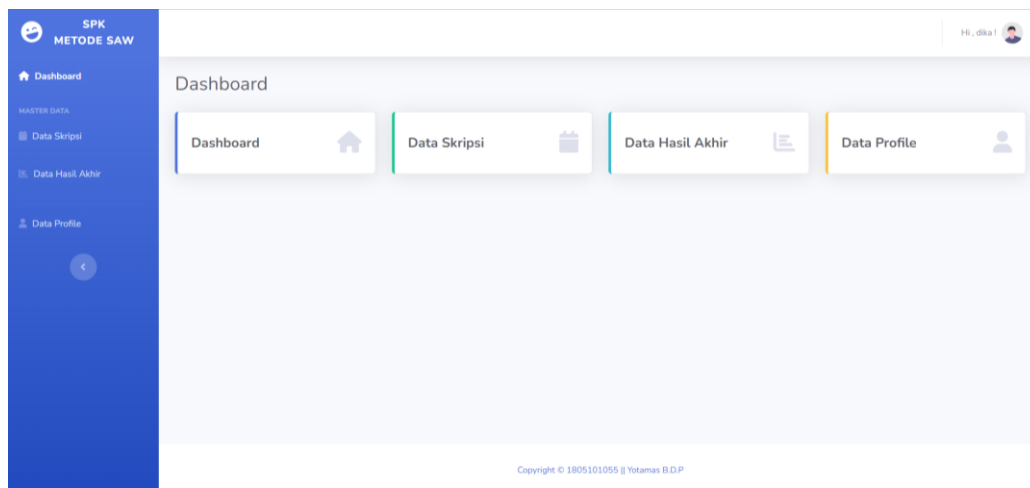 SPK
METODE SAW
Hi , dika !
Dashboard
MASTER DATA
Data Skripsi
Data Hasil Akhir
Data Profile
Dashboard
Dashboard
Data Skripsi
Data Hasil Akhir
Data Profile
Copyright © 1805101055 || Yotamas B.D.P